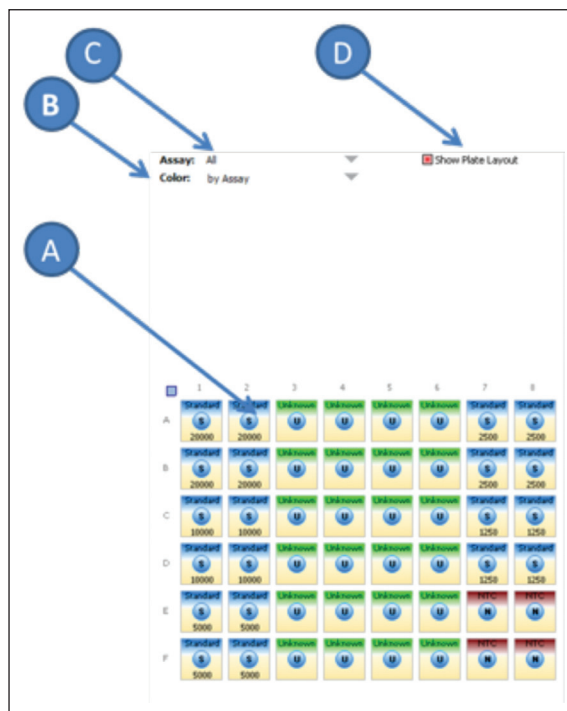 C
D
B
Assay: All
Show Plate Layout
Color: by Assay
A
1 2 3 4 5 6 7 8
Standard Standard Unknown Unknown Unknown Unknown Standard Standard
A S S U U U U S S
20000 20000 2500 2500
Standard Standard Unknown Unknown Unknown Unknown Standard Standard
B S S U U U U S S
20000 20000 2500 2500
Standard Standard Unknown Unknown Unknown Unknown Standard Standard
C S S U U U U S S
10000 10000 1250 1250
Standard Standard Unknown Unknown Unknown Unknown Standard Standard
D S S U U U U S S
10000 10000 1250 1250
Standard Standard Unknown Unknown Unknown Unknown NTC NTC
E S S U U U U N N
5000 5000
Standard Standard Unknown Unknown Unknown Unknown NTC NTC
F S S U U U U N N
5000 5000